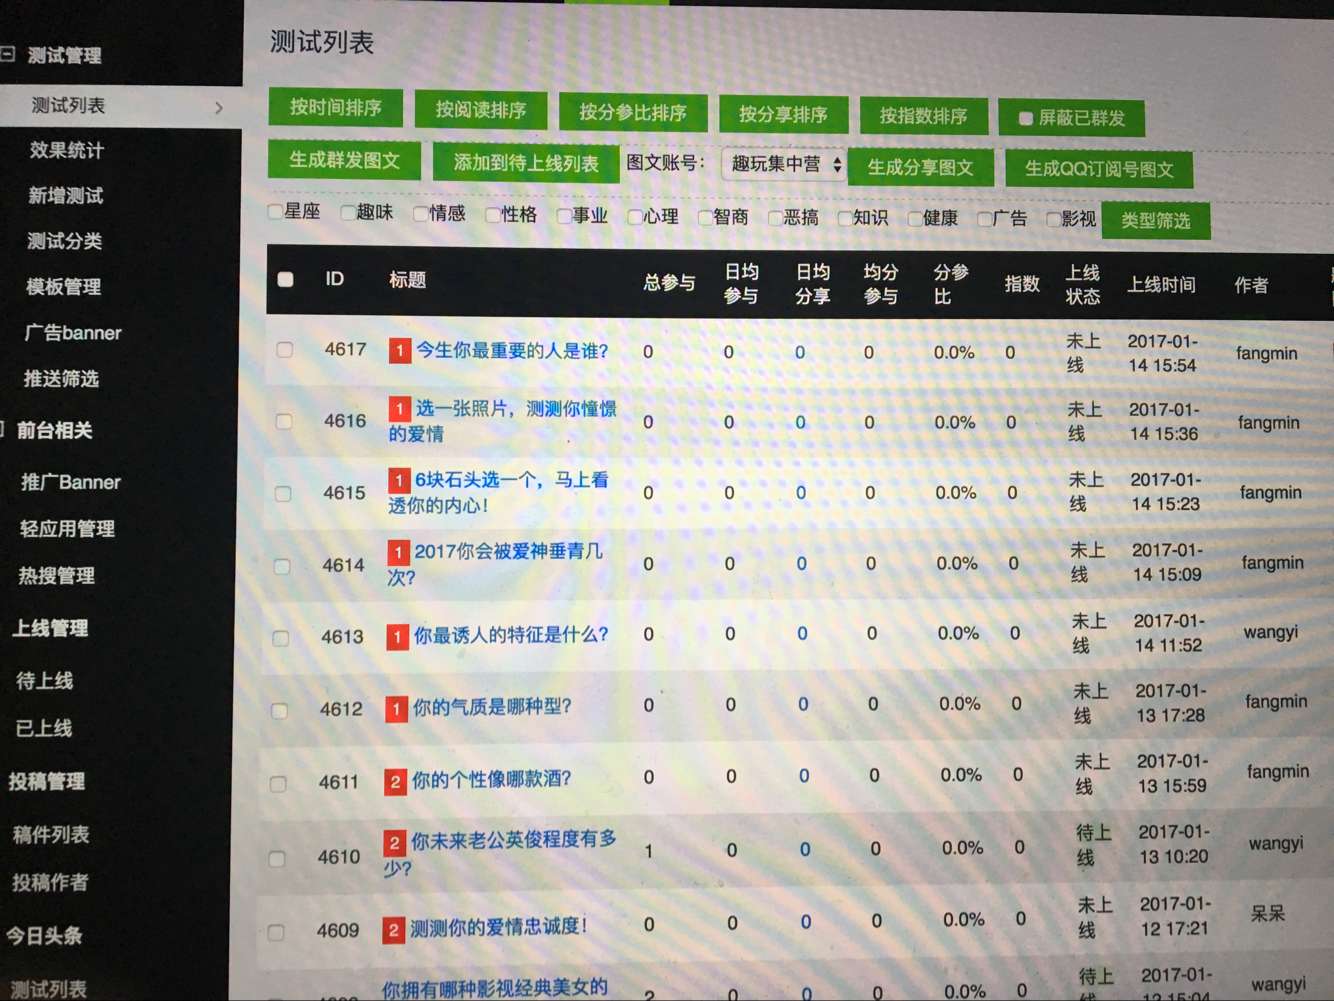 测试管理
测试列表
效果统计
新增测试
测试分类
模板管理
广告banner
推送筛选
前台相关
推广Banner
轻应用管理
热搜管理
上线管理
待上线
已上线
投稿管理
稿件列表
投稿作者
今日头条
测试列表
测试列表
按时间排序 按阅读排序 按分参比排序 按分享排序 按指数排序 屏蔽已群发
生成群发图文 添加到待上线列表 图文账号： 趣玩集中营 生成分享图文 生成QQ订阅号图文
星座 趣味 情感 性格 事业 心理 智商 恶搞 知识 健康 广告 影视 类型筛选
ID 标题 总参与 日均参与 日均分享 均分参与 分参比 指数 上线状态 上线时间 作者
4617 1 今生你最重要的人是谁? 0 0 0 0 0.0% 0 未上线 2017-01-14 15:54 fangmin
4616 1 选一张照片，测测你憧憬的爱情 0 0 0 0 0.0% 0 未上线 2017-01-14 15:36 fangmin
4615 1 6块石头选一个，马上看透你的内心! 0 0 0 0 0.0% 0 未上线 2017-01-14 15:23 fangmin
4614 1 2017你会被爱神垂青几次? 0 0 0 0 0.0% 0 未上线 2017-01-14 15:09 fangmin
4613 1 你最诱人的特征是什么? 0 0 0 0 0.0% 0 未上线 2017-01-14 11:52 wangyi
4612 1 你的气质是哪种型? 0 0 0 0 0.0% 0 未上线 2017-01-13 17:28 fangmin
4611 2 你的个性像哪款酒? 0 0 0 0 0.0% 0 未上线 2017-01-13 15:59 fangmin
4610 2 你未来老公英俊程度有多少? 1 0 0 0 0.0% 0 待上线 2017-01-13 10:20 wangyi
4609 2 测测你的爱情忠诚度! 0 0 0 0 0.0% 0 未上线 2017-01-12 17:21 呆呆
你拥有哪种影视经典美女的 2 0 0 0 0.0% 0 待上 2017-01- wangyi